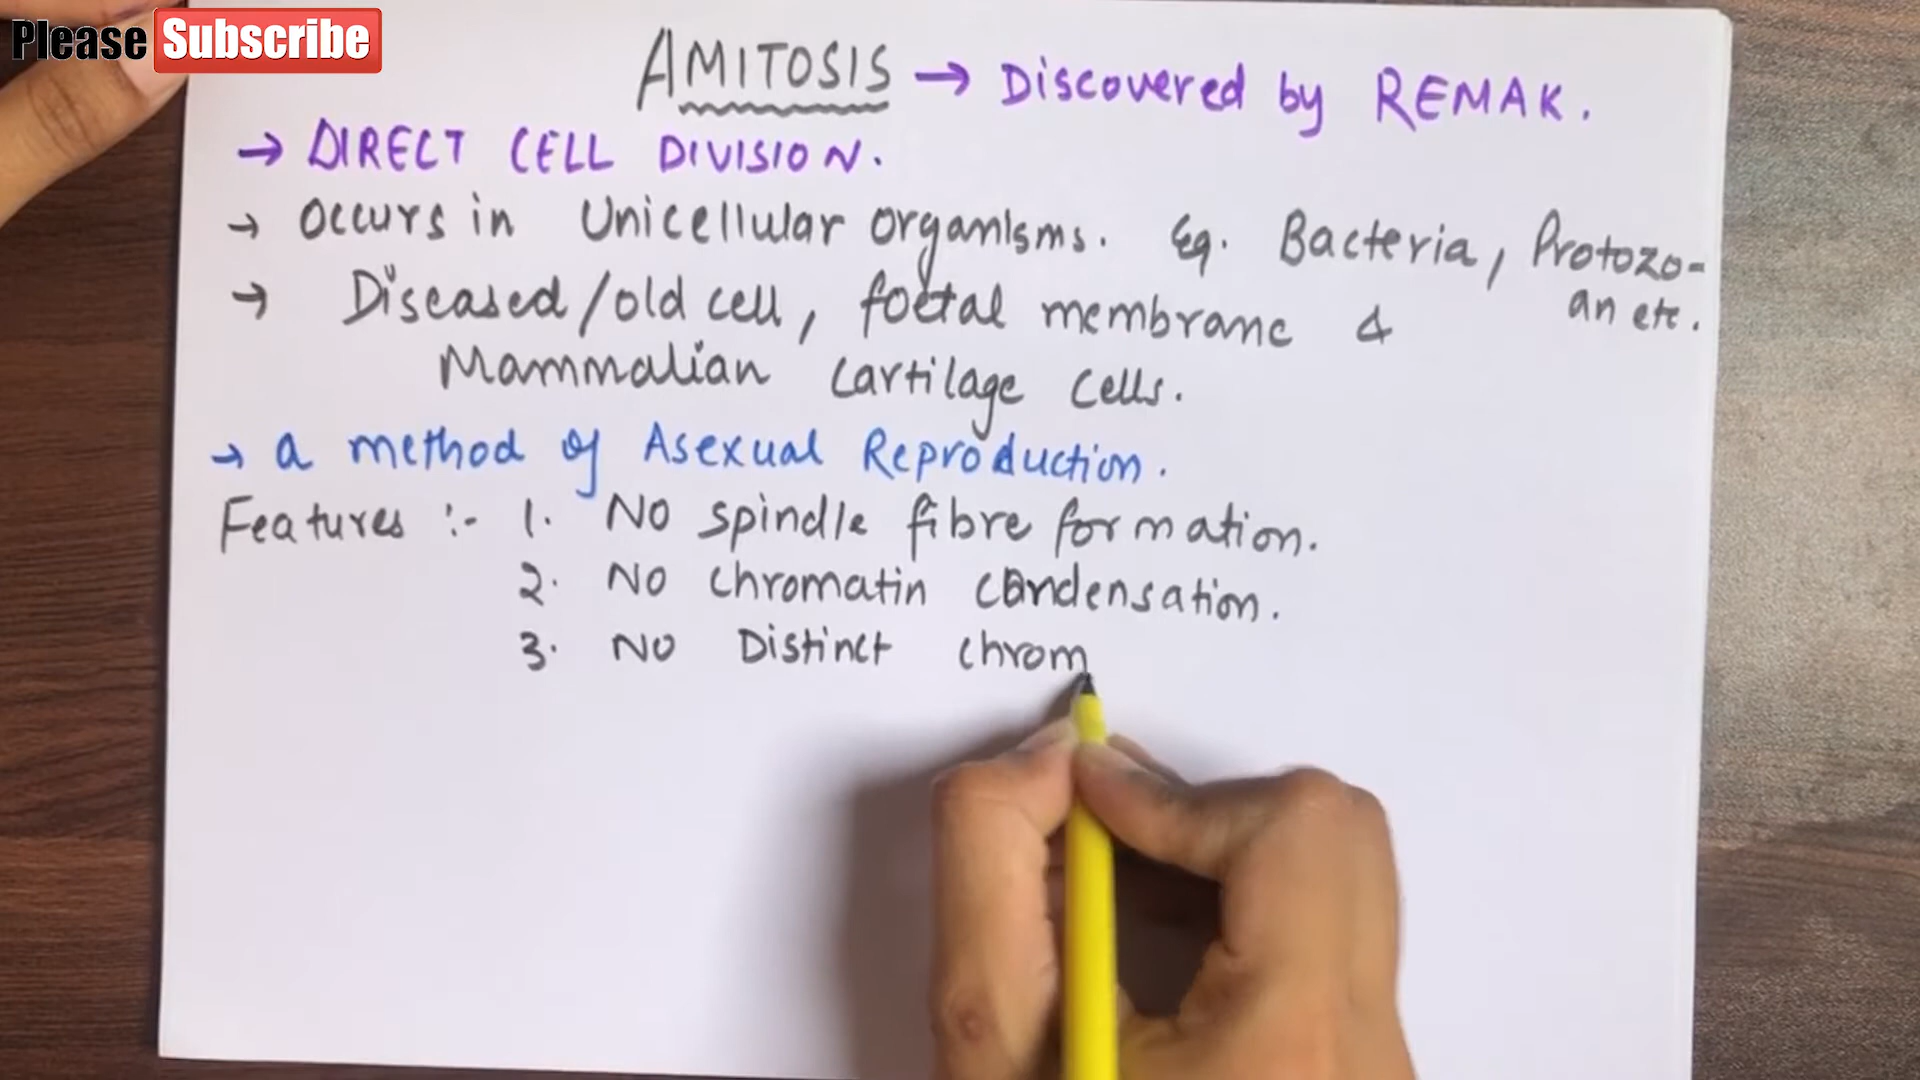 Please Subscribe
AMITOSIS → Discovered by REMAK.
→ DIRECT CELL DIVISION.
→ Occurs in Unicellular organisms. Eg. Bacteria, Protozo-
an etc.
→ Diseased/old cell, foetal membrane &
Mammalian cartilage cells.
→ a method of Asexual Reproduction.
Features :- 1. NO spindle fibre formation.
2. NO chromatin condensation.
3. NO Distinct chrom